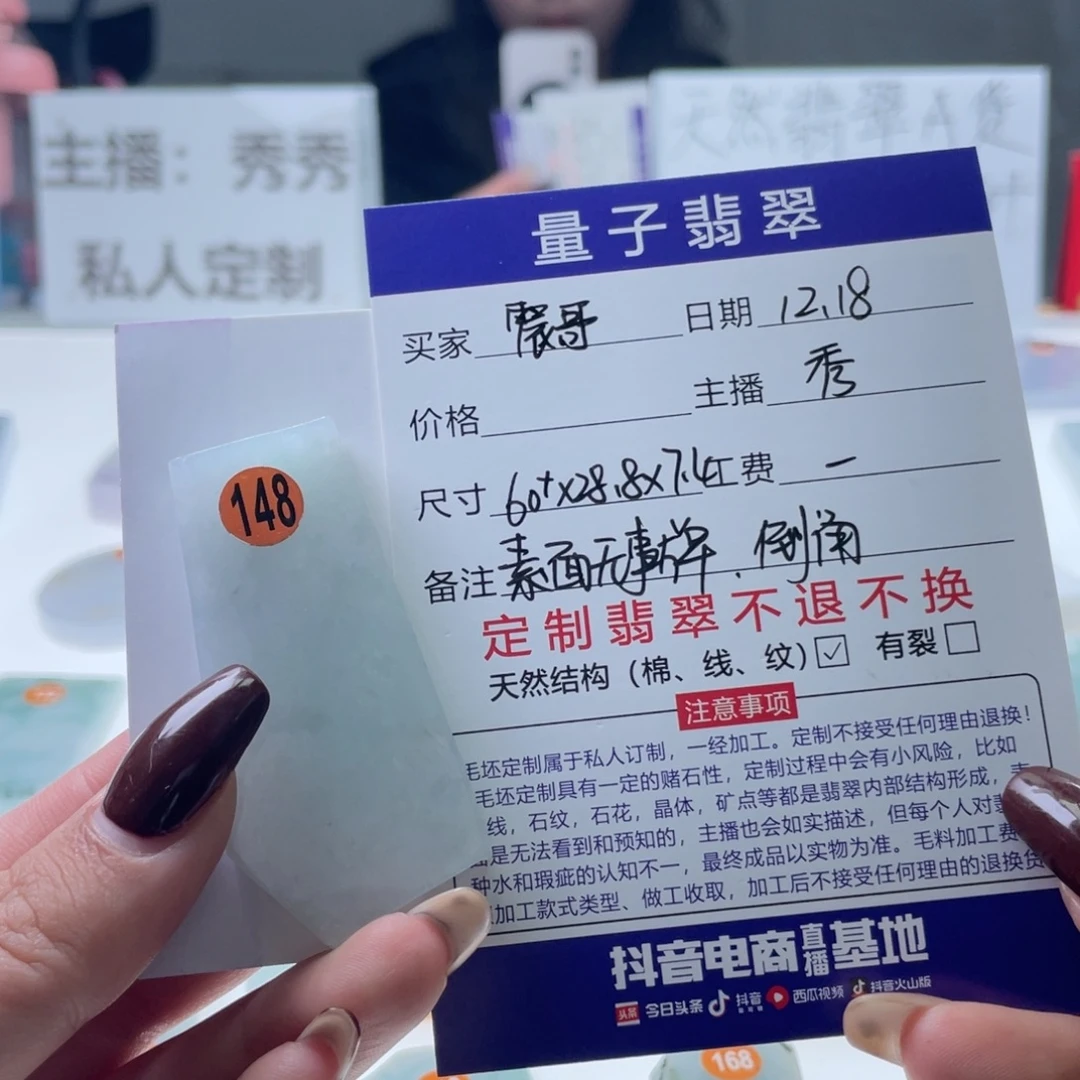 主播：秀秀
私人定制
天然翡翠A货
量子翡翠
买家 震哥 日期 12.18
价格 主播 秀
尺寸 60+x28.8x7.4 工费 一
备注 素面无事牌.倒角
定制翡翠不退不换
天然结构（棉、线、纹）☑ 有裂□
注意事项
毛坯定制属于私人订制，一经加工。定制不接受任何理由退换！
毛坯定制具有一定的赌石性，定制过程中会有小风险，比如
线，石纹，石花，晶体，矿点等都是翡翠内部结构形成，表
是无法看到和预知的，主播也会如实描述，但每个人对翡
种水和瑕疵的认知不一，最终成品以实物为准。毛料加工费
加工款式类型、做工收取，加工后不接受任何理由的退换货
抖音电商直播基地
头条 今日头条 抖音 西瓜视频 抖音火山版
148
168